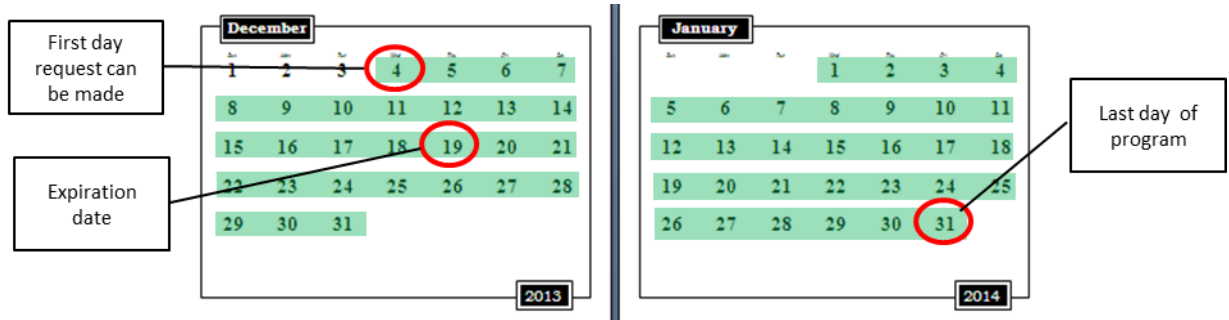 First day
request can
be made
Expiration
date
December
1 2 3 4 5 6 7
8 9 10 11 12 13 14
15 16 17 18 19 20 21
22 23 24 25 26 27 28
29 30 31
2013
January
1 2 3 4
5 6 7 8 9 10 11
12 13 14 15 16 17 18
19 20 21 22 23 24 25
26 27 28 29 30 31
2014
Last day of
program